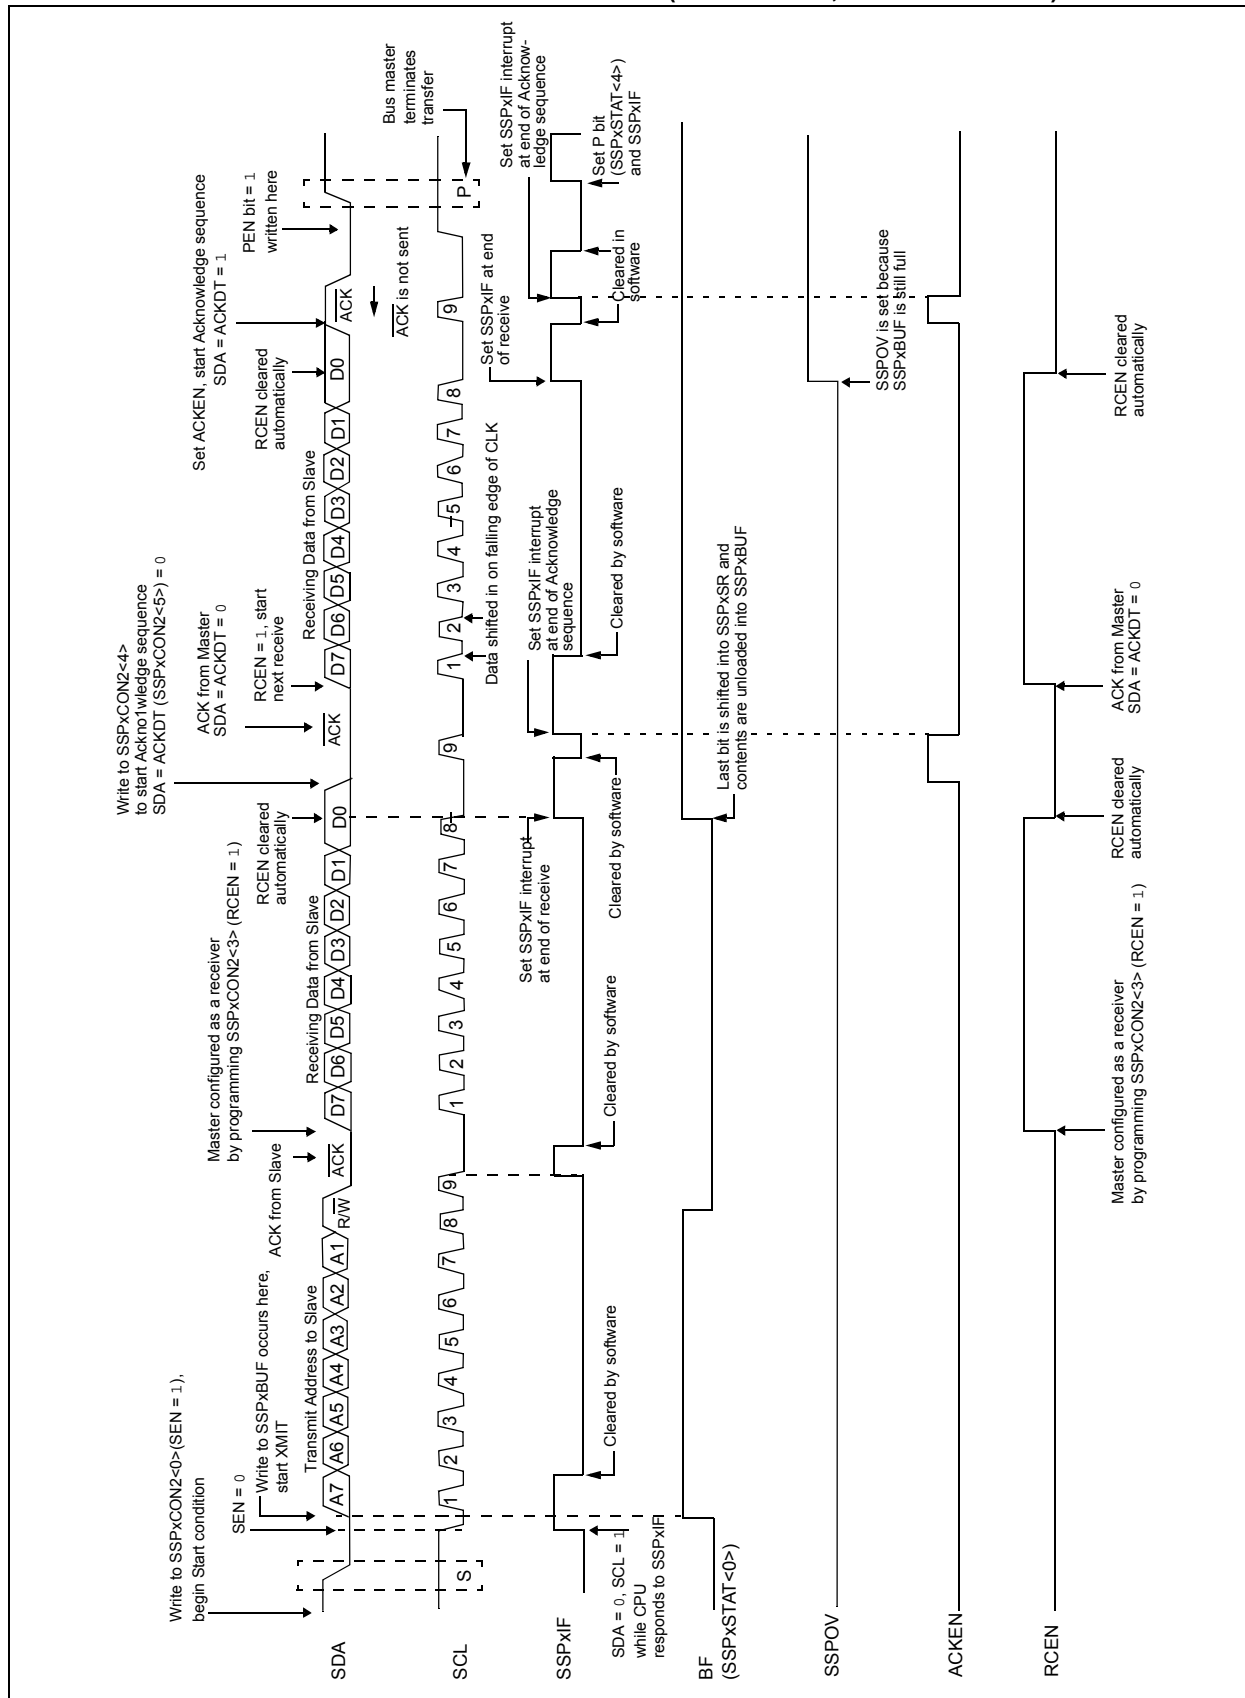 Write to SSPxCON2<4>
to start Ackno1wledge sequence
SDA = ACKDT (SSPxCON2<5>) = 0
Write to SSPxCON2<0>(SEN = 1),
begin Start condition
SEN = 0
Write to SSPxBUF occurs here,
start XMIT
ACK from Slave
Master configured as a receiver
by programming SSPxCON2<3> (RCEN = 1)
RCEN cleared
automatically
ACK from Master
SDA = ACKDT = 0
RCEN = 1, start
next receive
RCEN cleared
automatically
Set ACKEN, start Acknowledge sequence
SDA = ACKDT = 1
PEN bit = 1
written here
Transmit Address to Slave
Receiving Data from Slave
Receiving Data from Slave
SDA
A7 A6 A5 A4 A3 A2 A1 R/W ACK D7 D6 D5 D4 D3 D2 D1 D0 ACK D7 D6 D5 D4 D3 D2 D1 D0 ACK
ACK is not sent
Bus master
terminates
transfer
SCL
S 1 2 3 4 5 6 7 8 9 1 2 3 4 5 6 7 8 9 1 2 3 4 5 6 7 8 9 P
Data shifted in on falling edge of CLK
Set SSPxIF interrupt
at end of receive
Set SSPxIF interrupt
at end of Acknowledge
sequence
Set SSPxIF at end
of receive
Set SSPxIF interrupt
at end of Acknow-
ledge sequence
SSPxIF
SDA = 0, SCL = 1
while CPU
responds to SSPxIF
Cleared by software
Cleared by software
Cleared by software
Cleared by software
Cleared in
software
Set P bit
(SSPxSTAT<4>)
and SSPxIF
BF
(SSPxSTAT<0>)
Last bit is shifted into SSPxSR and
contents are unloaded into SSPxBUF
SSPOV
SSPOV is set because
SSPxBUF is still full
ACKEN
RCEN
Master configured as a receiver
by programming SSPxCON2<3> (RCEN = 1)
RCEN cleared
automatically
ACK from Master
SDA = ACKDT = 0
RCEN cleared
automatically